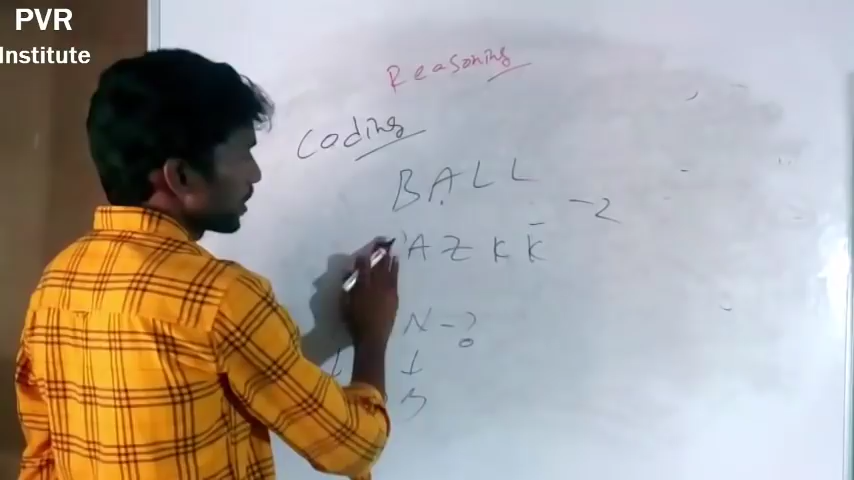 PVR
Institute
Reasoning
Coding
BALL
-2
AZKK
N-?